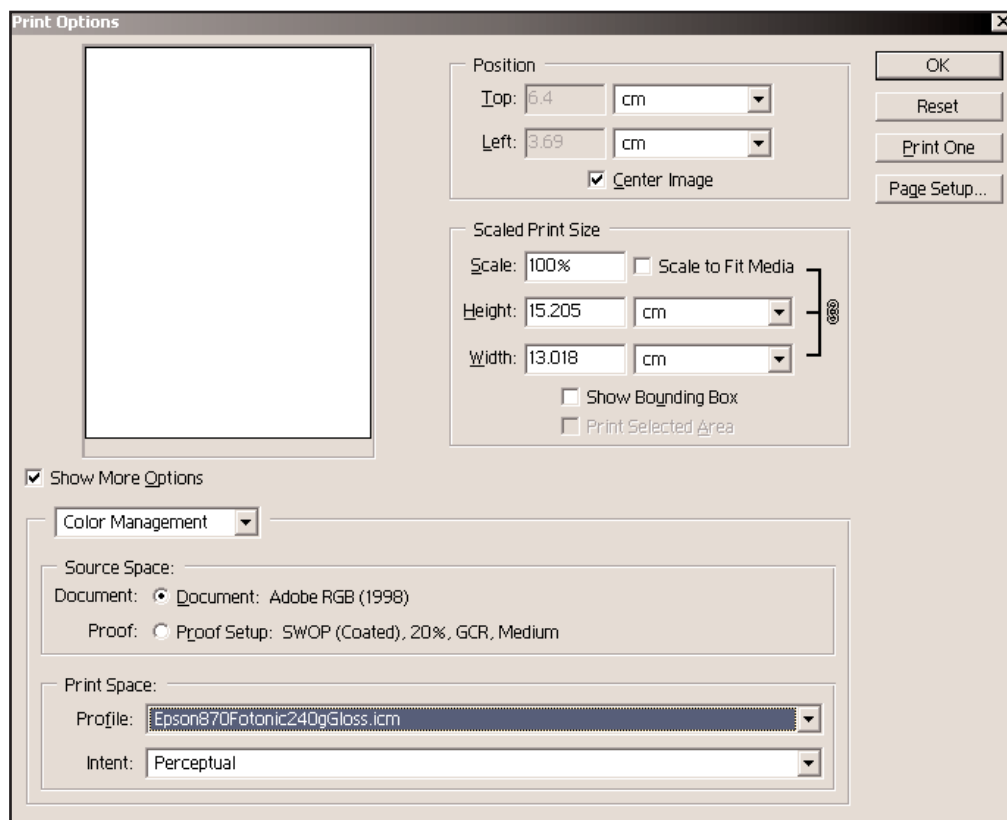 Print Options
Position
Top: 6.4 cm
Left: 3.69 cm
Center Image
OK
Reset
Print One
Page Setup...
Scaled Print Size
Scale: 100% Scale to Fit Media
Height: 15.205 cm
Width: 13.018 cm
Show Bounding Box
Print Selected Area
Show More Options
Color Management
Source Space:
Document: Document: Adobe RGB (1998)
Proof: Proof Setup: SWOP (Coated), 20%, GCR, Medium
Print Space:
Profile: Epson870Fotonic240gGloss.icm
Intent: Perceptual